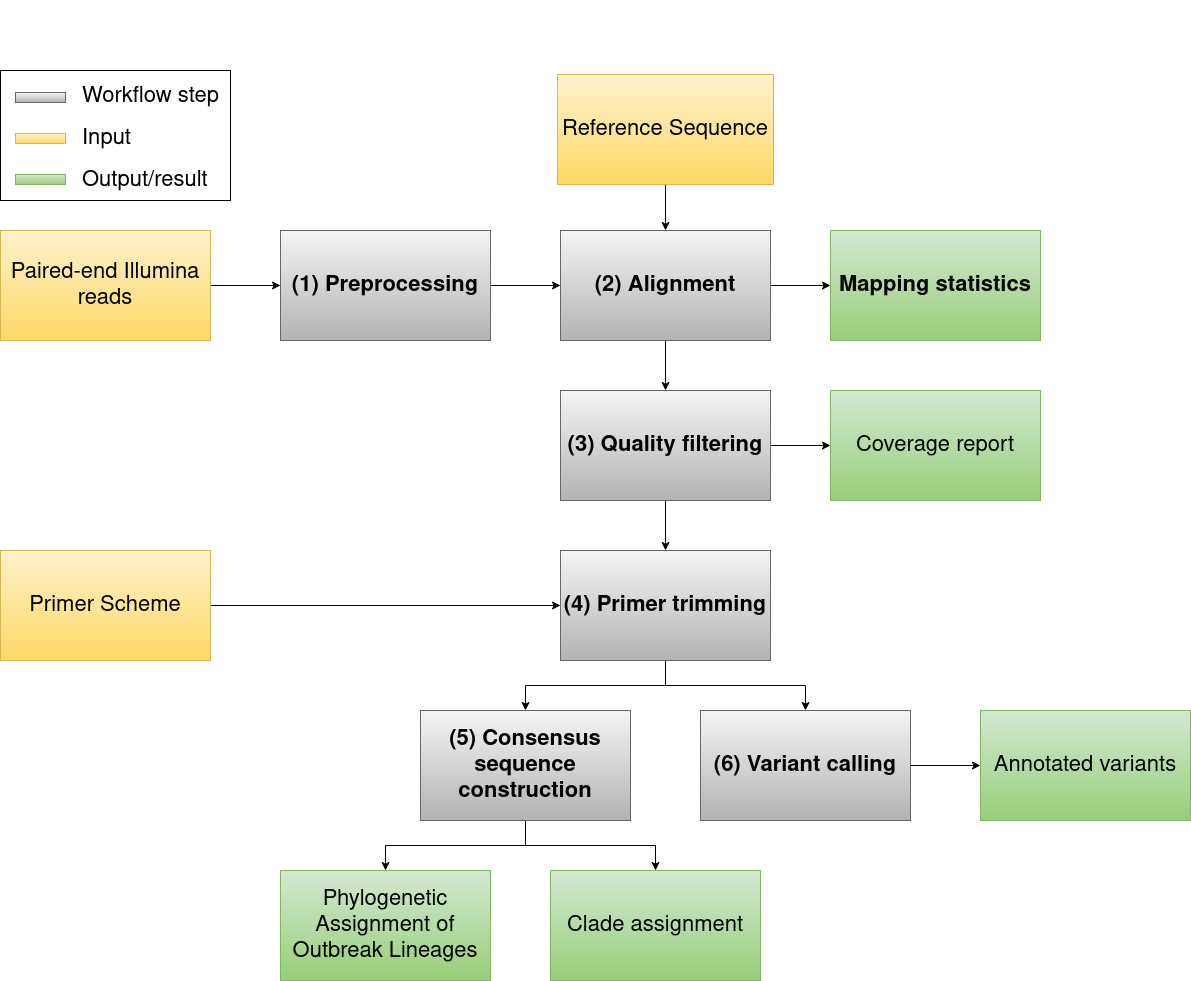 Workflow step
Input
Output/result
Reference Sequence
Paired-end Illumina
reads
(1) Preprocessing
(2) Alignment
Mapping statistics
(3) Quality filtering
Coverage report
Primer Scheme
(4) Primer trimming
(5) Consensus
sequence
construction
(6) Variant calling
Annotated variants
Phylogenetic
Assignment of
Outbreak Lineages
Clade assignment